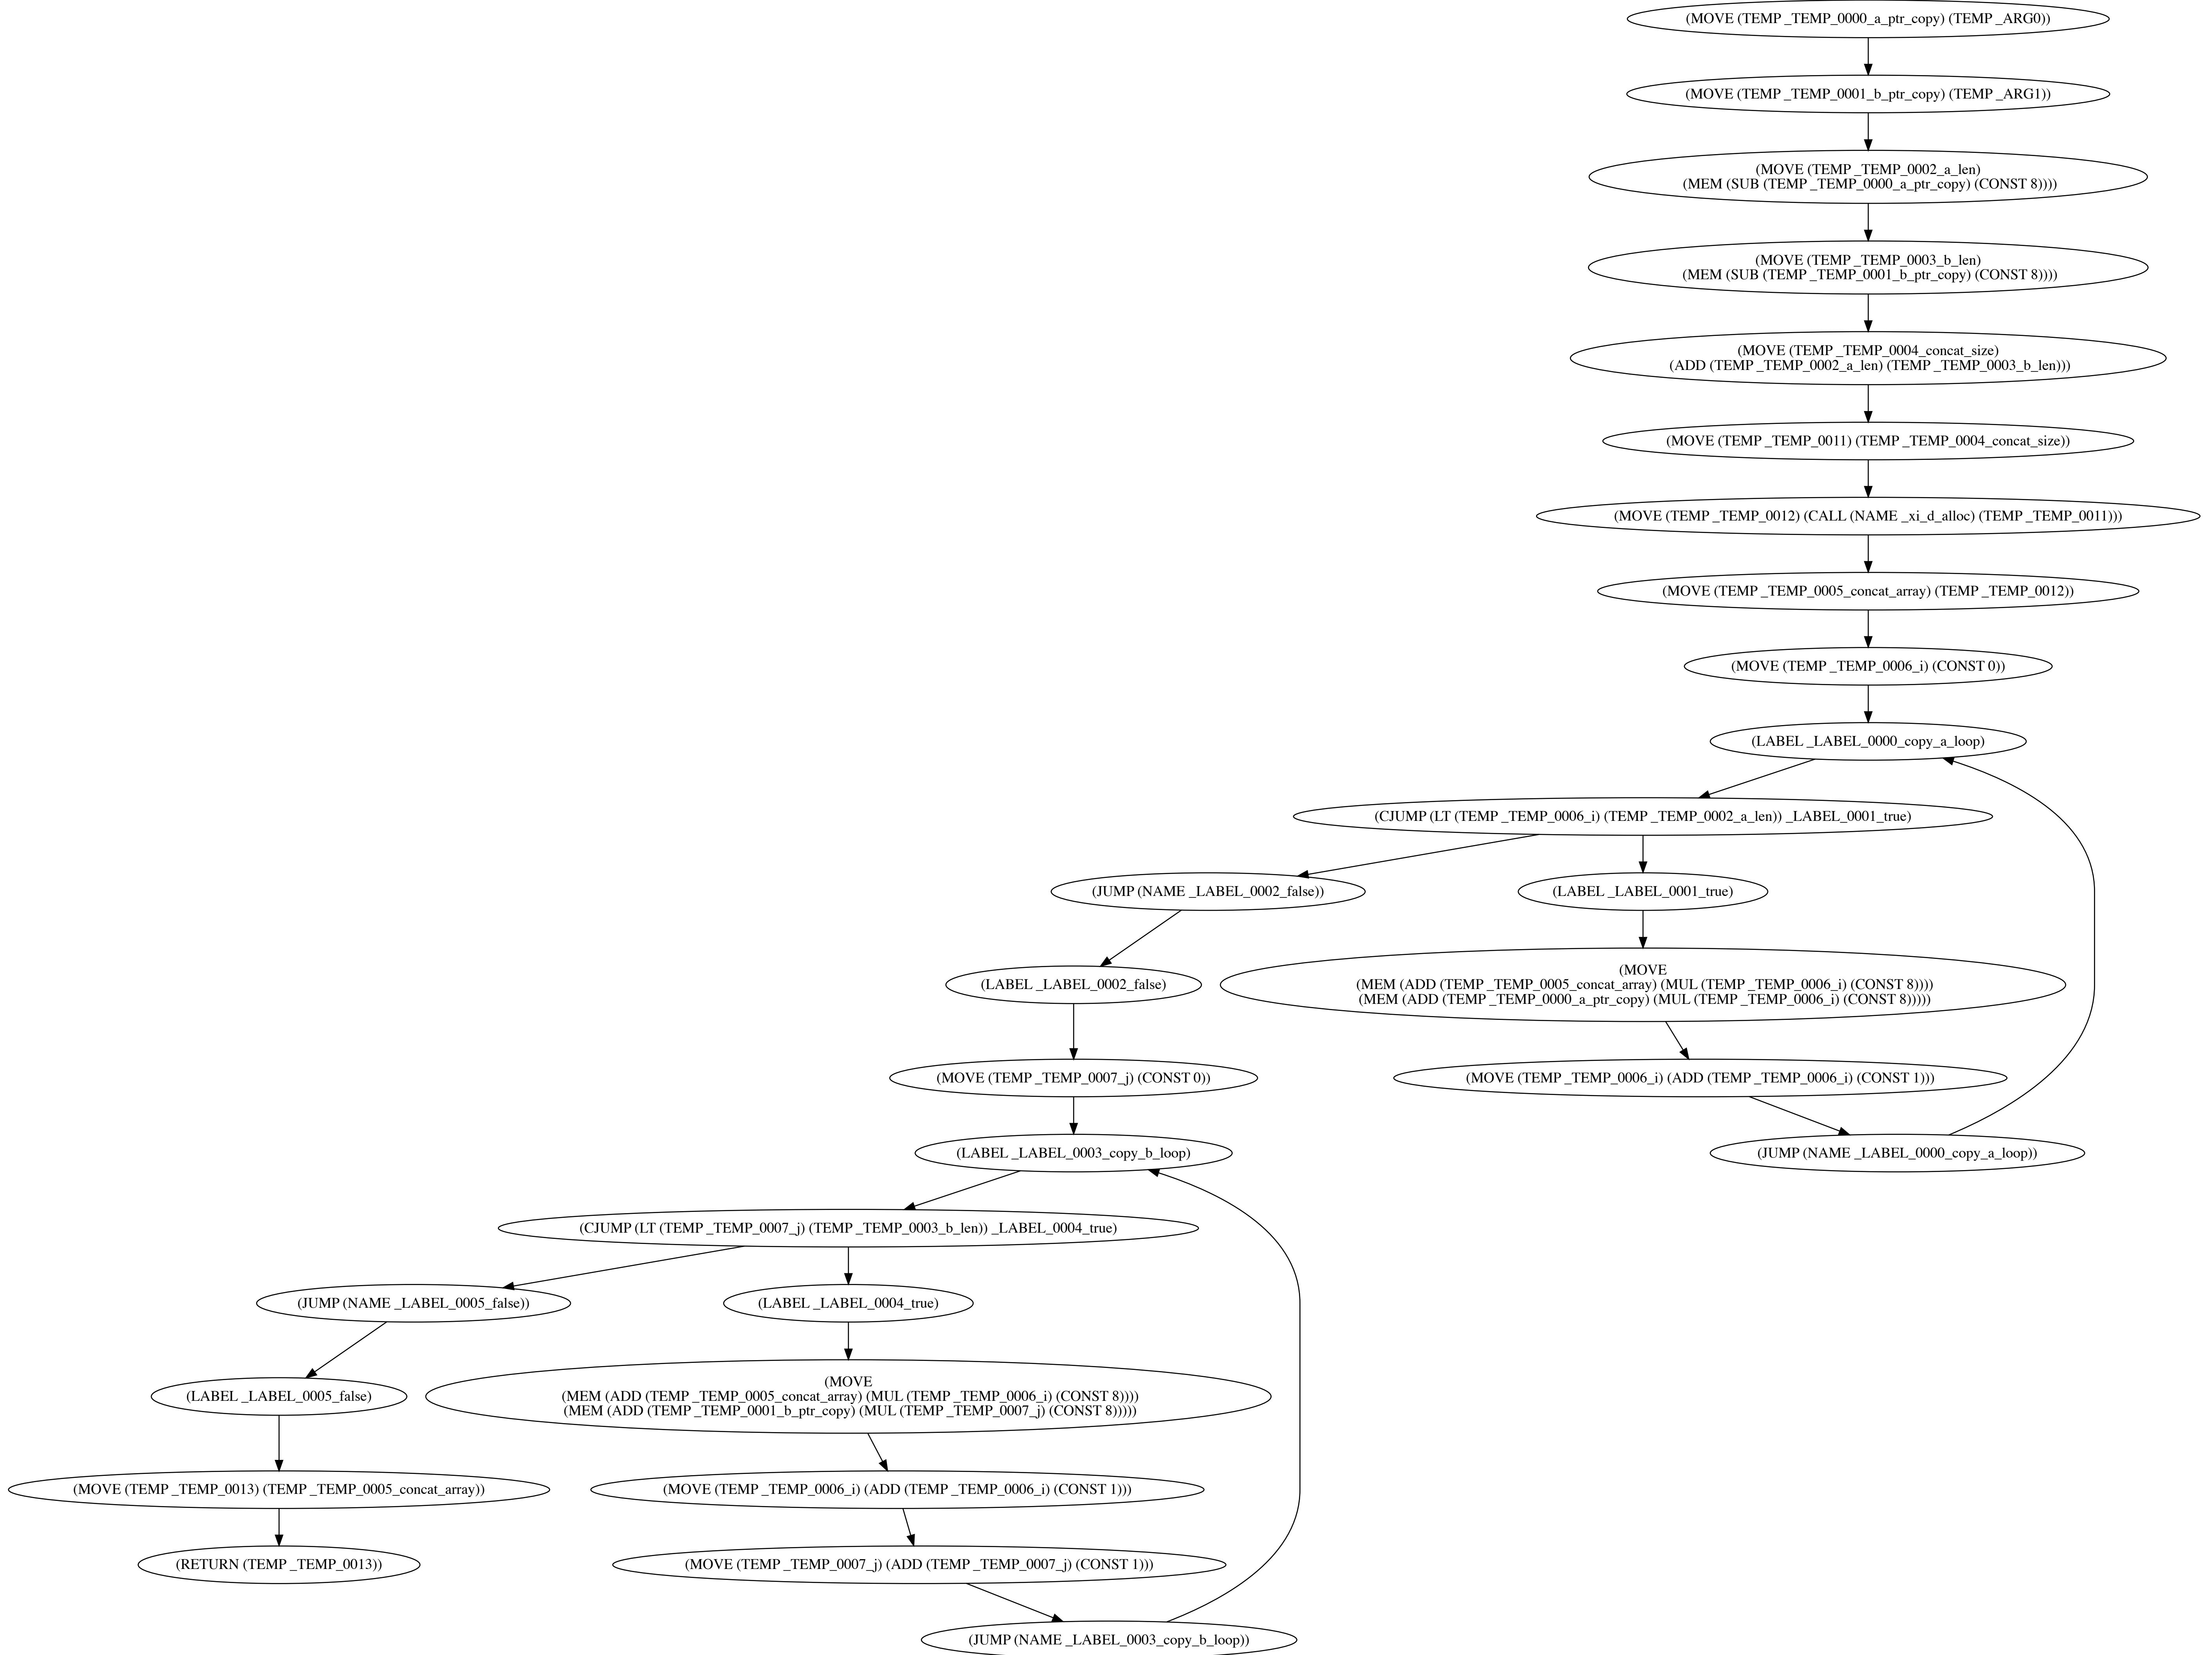 (MOVE (TEMP _TEMP_0000_a_ptr_copy) (TEMP _ARG0))
(MOVE (TEMP _TEMP_0001_b_ptr_copy) (TEMP _ARG1))
(MOVE (TEMP _TEMP_0002_a_len)
(MEM (SUB (TEMP _TEMP_0000_a_ptr_copy) (CONST 8))))
(MOVE (TEMP _TEMP_0003_b_len)
(MEM (SUB (TEMP _TEMP_0001_b_ptr_copy) (CONST 8))))
(MOVE (TEMP _TEMP_0004_concat_size)
(ADD (TEMP _TEMP_0002_a_len) (TEMP _TEMP_0003_b_len)))
(MOVE (TEMP _TEMP_0011) (TEMP _TEMP_0004_concat_size))
(MOVE (TEMP _TEMP_0012) (CALL (NAME _xi_d_alloc) (TEMP _TEMP_0011)))
(MOVE (TEMP _TEMP_0005_concat_array) (TEMP _TEMP_0012))
(MOVE (TEMP _TEMP_0006_i) (CONST 0))
(LABEL _LABEL_0000_copy_a_loop)
(CJUMP (LT (TEMP _TEMP_0006_i) (TEMP _TEMP_0002_a_len)) _LABEL_0001_true)
(JUMP (NAME _LABEL_0002_false))
(LABEL _LABEL_0001_true)
(LABEL _LABEL_0002_false)
(MOVE
(MEM (ADD (TEMP _TEMP_0005_concat_array) (MUL (TEMP _TEMP_0006_i) (CONST 8))))
(MEM (ADD (TEMP _TEMP_0000_a_ptr_copy) (MUL (TEMP _TEMP_0006_i) (CONST 8)))))
(MOVE (TEMP _TEMP_0007_j) (CONST 0))
(MOVE (TEMP _TEMP_0006_i) (ADD (TEMP _TEMP_0006_i) (CONST 1)))
(LABEL _LABEL_0003_copy_b_loop)
(JUMP (NAME _LABEL_0000_copy_a_loop))
(CJUMP (LT (TEMP _TEMP_0007_j) (TEMP _TEMP_0003_b_len)) _LABEL_0004_true)
(JUMP (NAME _LABEL_0005_false))
(LABEL _LABEL_0004_true)
(LABEL _LABEL_0005_false)
(MOVE
(MEM (ADD (TEMP _TEMP_0005_concat_array) (MUL (TEMP _TEMP_0006_i) (CONST 8))))
(MEM (ADD (TEMP _TEMP_0001_b_ptr_copy) (MUL (TEMP _TEMP_0007_j) (CONST 8)))))
(MOVE (TEMP _TEMP_0013) (TEMP _TEMP_0005_concat_array))
(MOVE (TEMP _TEMP_0006_i) (ADD (TEMP _TEMP_0006_i) (CONST 1)))
(RETURN (TEMP _TEMP_0013))
(MOVE (TEMP _TEMP_0007_j) (ADD (TEMP _TEMP_0007_j) (CONST 1)))
(JUMP (NAME _LABEL_0003_copy_b_loop))